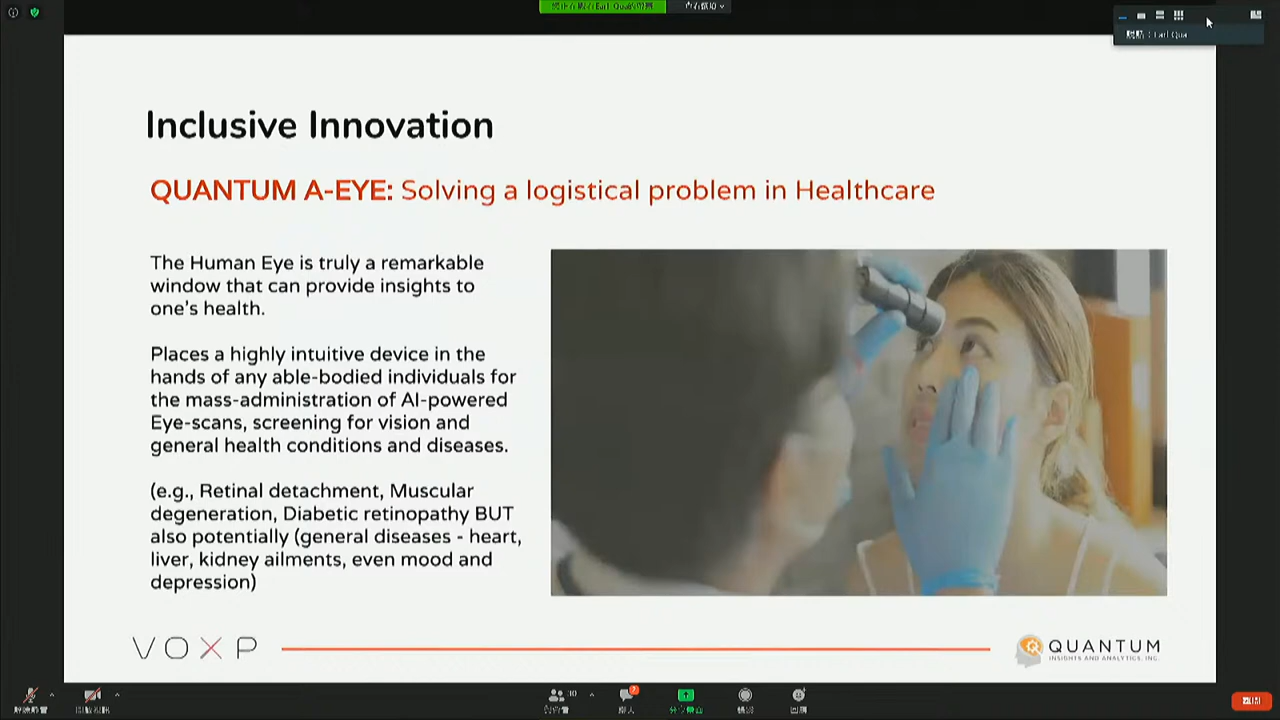 Inclusive Innovation
QUANTUM A-EYE: Solving a logistical problem in Healthcare
The Human Eye is truly a remarkable
window that can provide insights to
one's health.
Places a highly intuitive device in the
hands of any able-bodied individuals for
the mass-administration of AI-powered
Eye-scans, screening for vision and
general health conditions and diseases.
(e.g., Retinal detachment, Muscular
degeneration, Diabetic retinopathy BUT
also potentially (general diseases - heart,
liver, kidney ailments, even mood and
depression)
VOXP
QUANTUM
INSIGHTS AND ANALYTICS, INC.
30
7